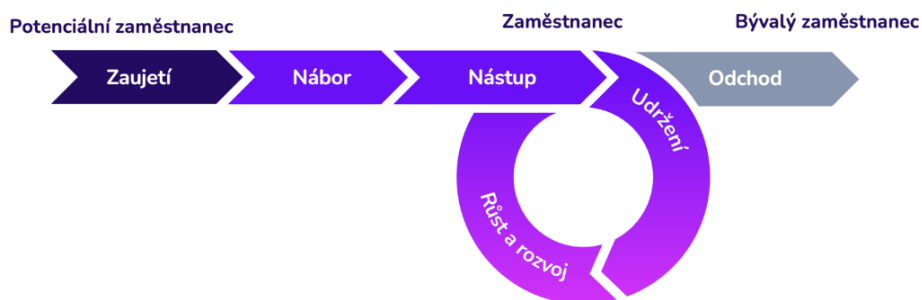 Potenciální zaměstnanec
Zaměstnanec
Bývalý zaměstnanec
Zaujetí
Nábor
Nástup
Udržení
Odchod
Růst a rozvoj